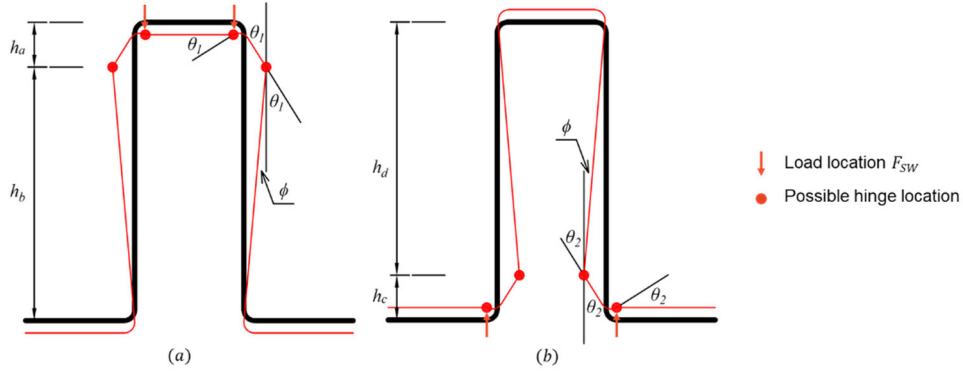 h_a
θ_1
θ_1
h_b
θ_1
ϕ
(a)
h_d
ϕ
θ_2
h_c
θ_2
θ_2
(b)
Load location F_SW
Possible hinge location